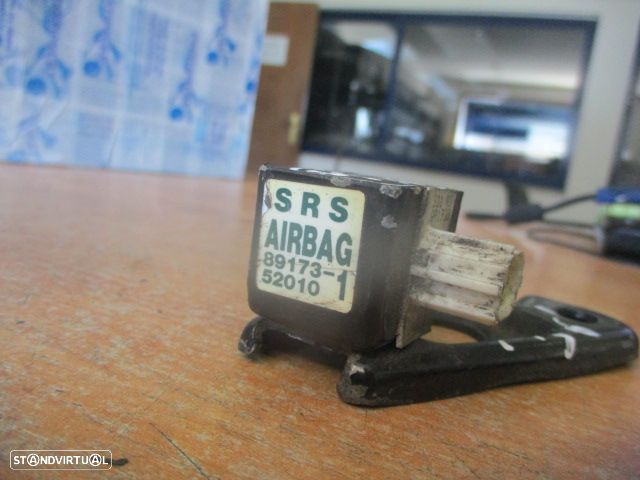 SRS
AIRBAG
89173-1
52010
STANDVIRTUAL